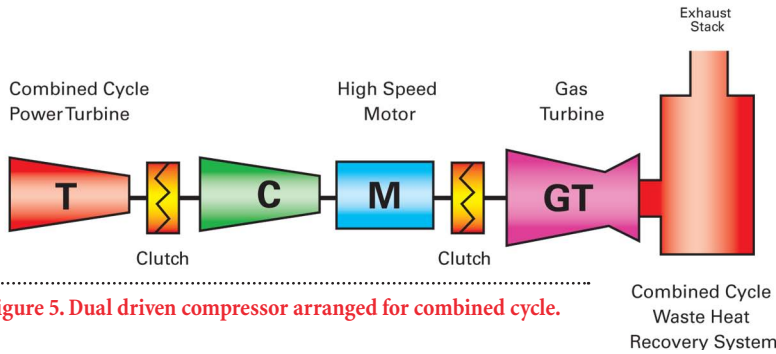 Exhaust
Stack
Combined Cycle
Power Turbine
High Speed
Motor
Gas
Turbine
T
C
M
GT
Clutch
Clutch
igure 5. Dual driven compressor arranged for combined cycle.
Combined Cycle
Waste Heat
Recovery System